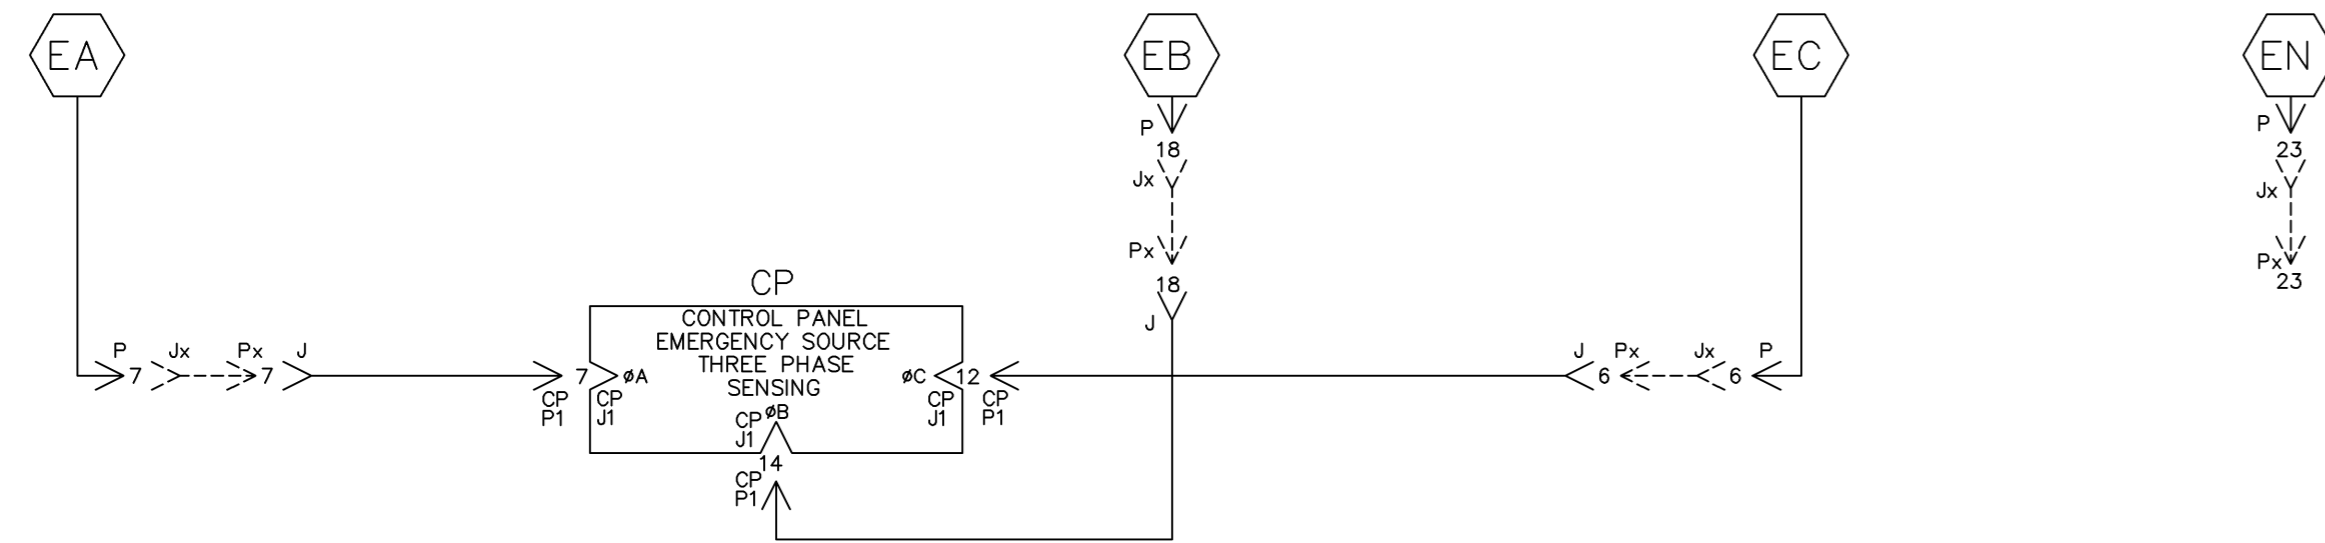 EA
EB
EC
EN
P
18
Jx
Px
18
J
P
23
Jx
Px
23
CP
CONTROL PANEL
EMERGENCY SOURCE
THREE PHASE
SENSING
P
7
Jx
Px
7
J
7
øA
CP
P1
CP
J1
øB
CP
J1
14
CP
P1
øC
12
CP
J1
CP
P1
J
6
Px
Jx
6
P